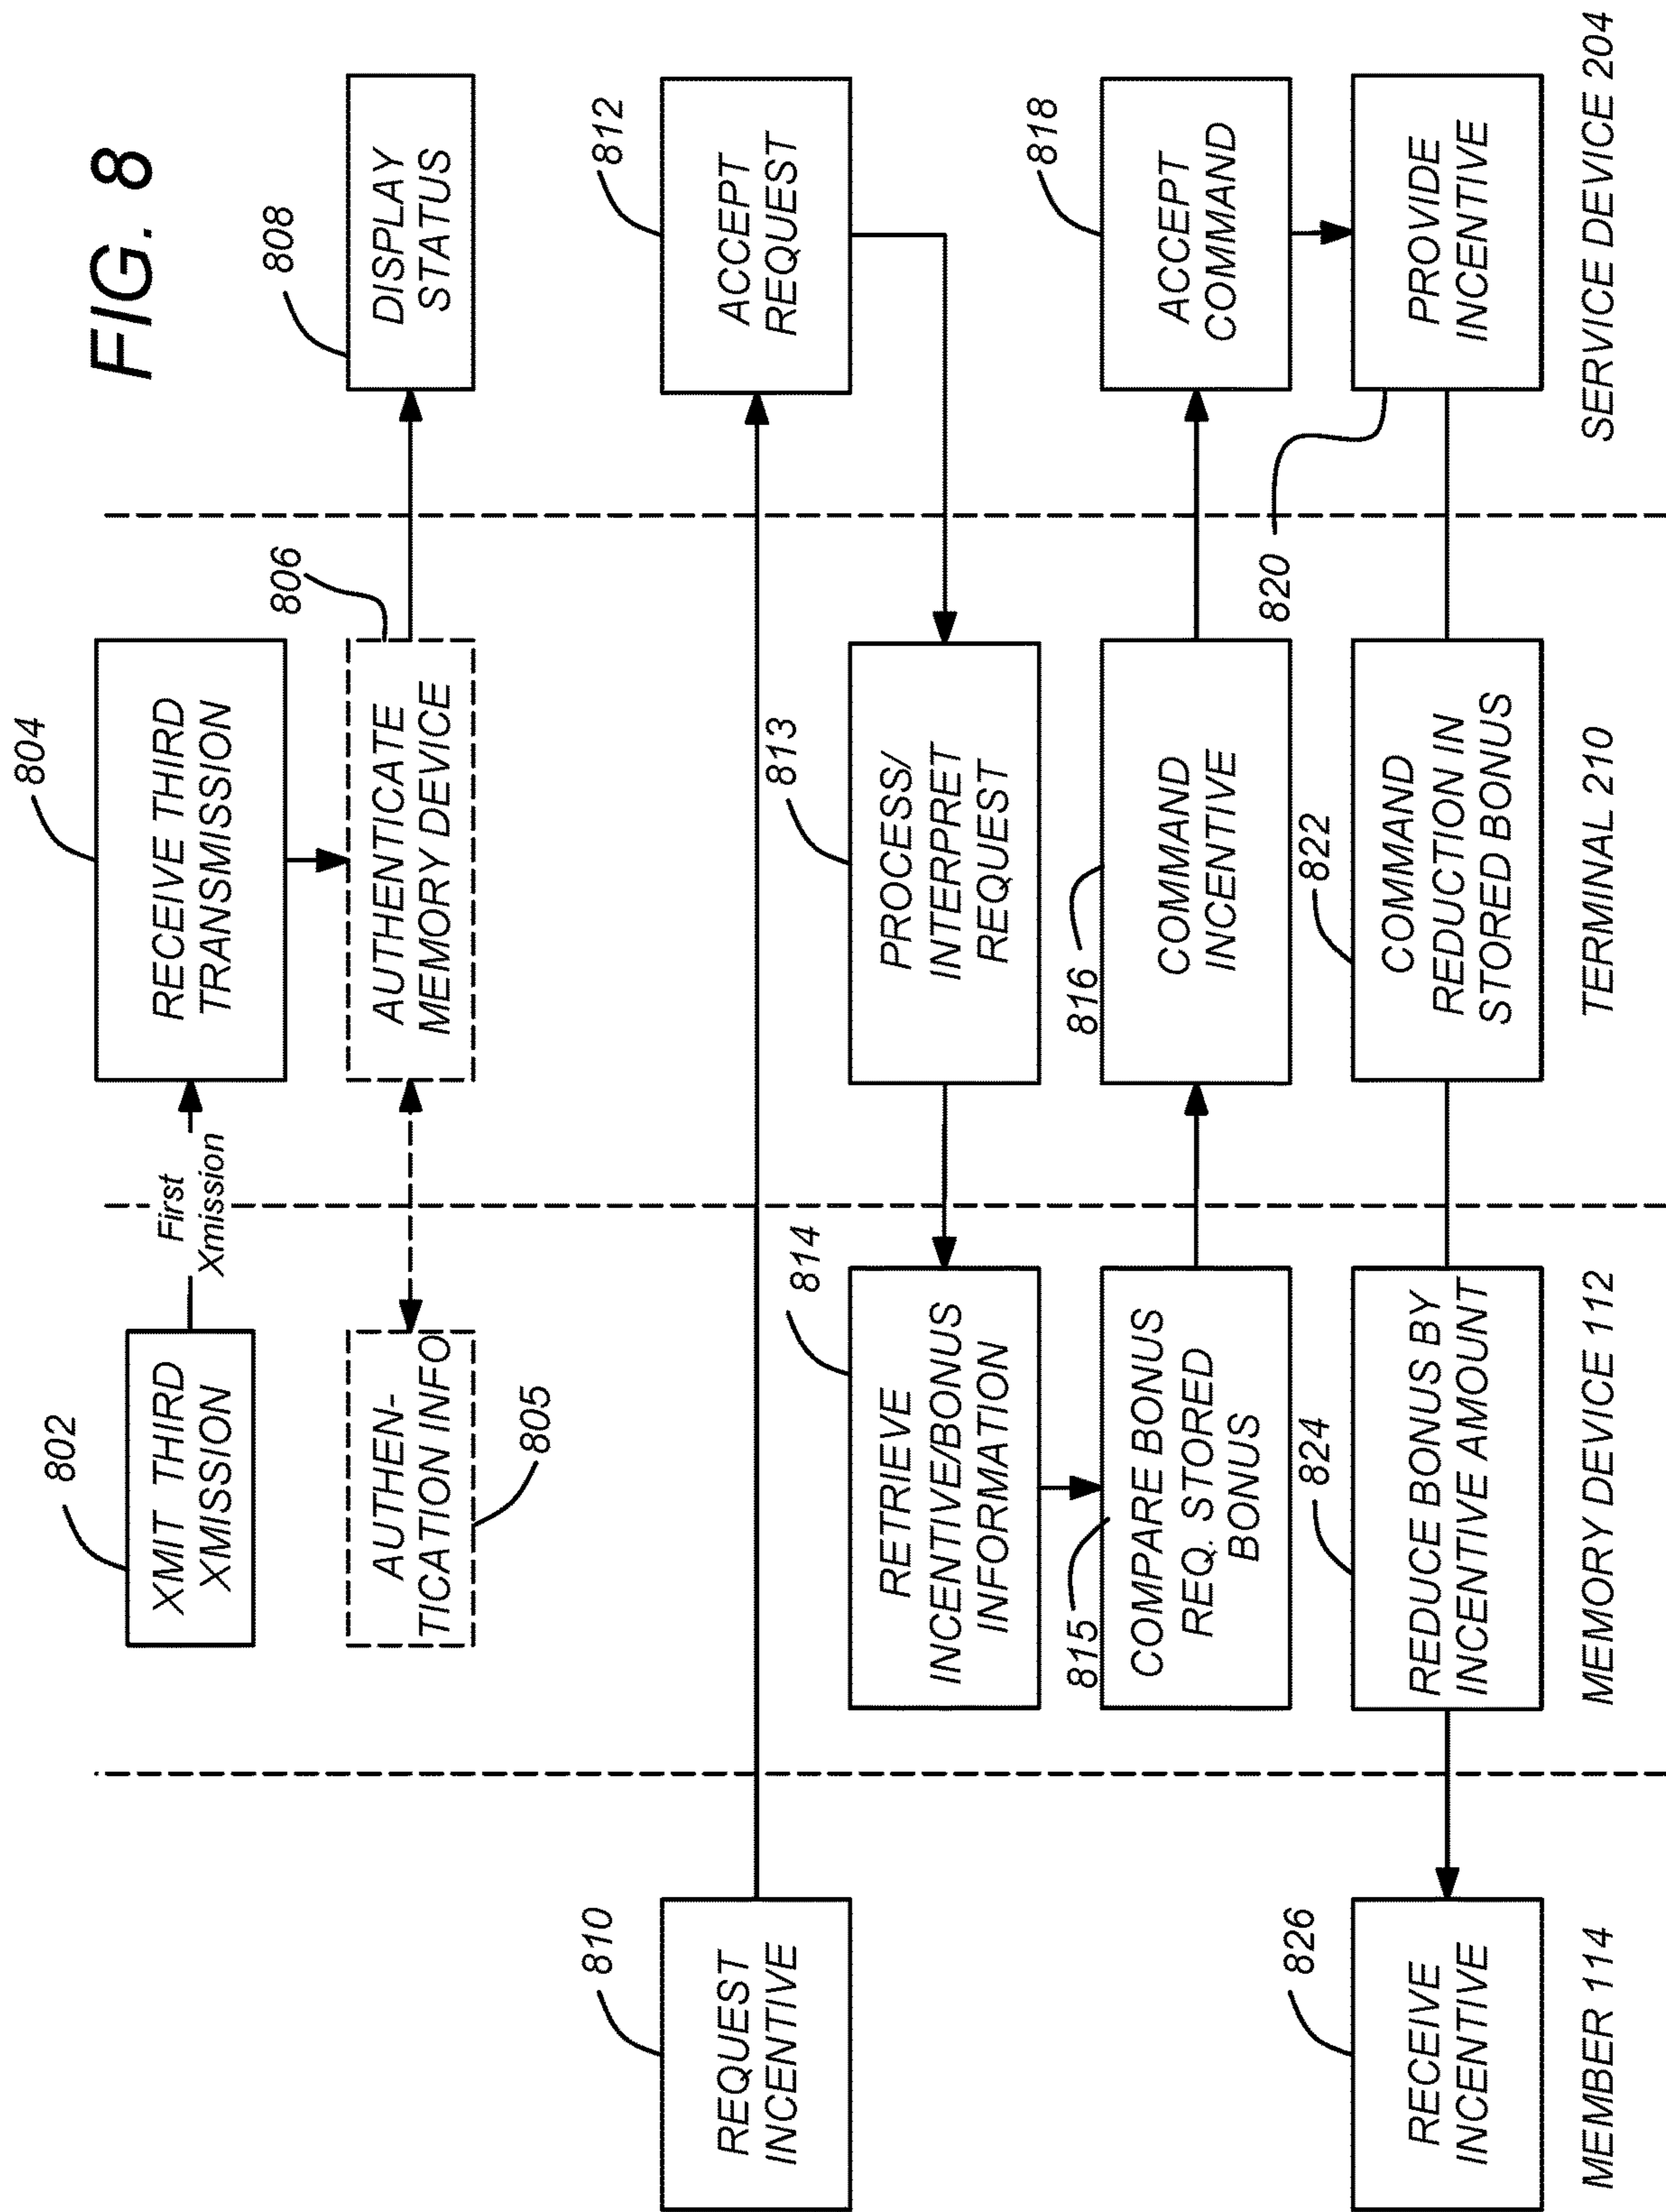 FIG. 8
802
XMIT THIRD
XMISSION
First
Xmission
804
RECEIVE THIRD
TRANSMISSION
AUTHEN-
TICATION INFO
805
806
AUTHENTICATE
MEMORY DEVICE
808
DISPLAY
STATUS
810
REQUEST
INCENTIVE
812
ACCEPT
REQUEST
813
PROCESS/
INTERPRET
REQUEST
814
RETRIEVE
INCENTIVE/BONUS
INFORMATION
815
COMPARE BONUS
REQ. STORED
BONUS
816
COMMAND
INCENTIVE
818
ACCEPT
COMMAND
820
PROVIDE
INCENTIVE
822
COMMAND
REDUCTION IN
STORED BONUS
824
REDUCE BONUS BY
INCENTIVE AMOUNT
826
RECEIVE
INCENTIVE
MEMBER 114
MEMORY DEVICE 112
TERMINAL 210
SERVICE DEVICE 204